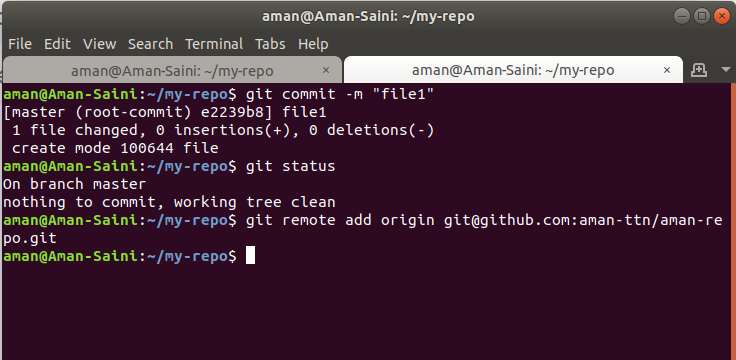 aman@Aman-Saini: ~/my-repo
File Edit View Search Terminal Tabs Help
aman@Aman-Saini: ~/my-repo × aman@Aman-Saini: ~/my-repo ×
aman@Aman-Saini:~/my-repo$ git commit -m "file1"
[master (root-commit) e2239b8] file1
 1 file changed, 0 insertions(+), 0 deletions(-)
 create mode 100644 file
aman@Aman-Saini:~/my-repo$ git status
On branch master
nothing to commit, working tree clean
aman@Aman-Saini:~/my-repo$ git remote add origin git@github.com:aman-ttn/aman-re
po.git
aman@Aman-Saini:~/my-repo$